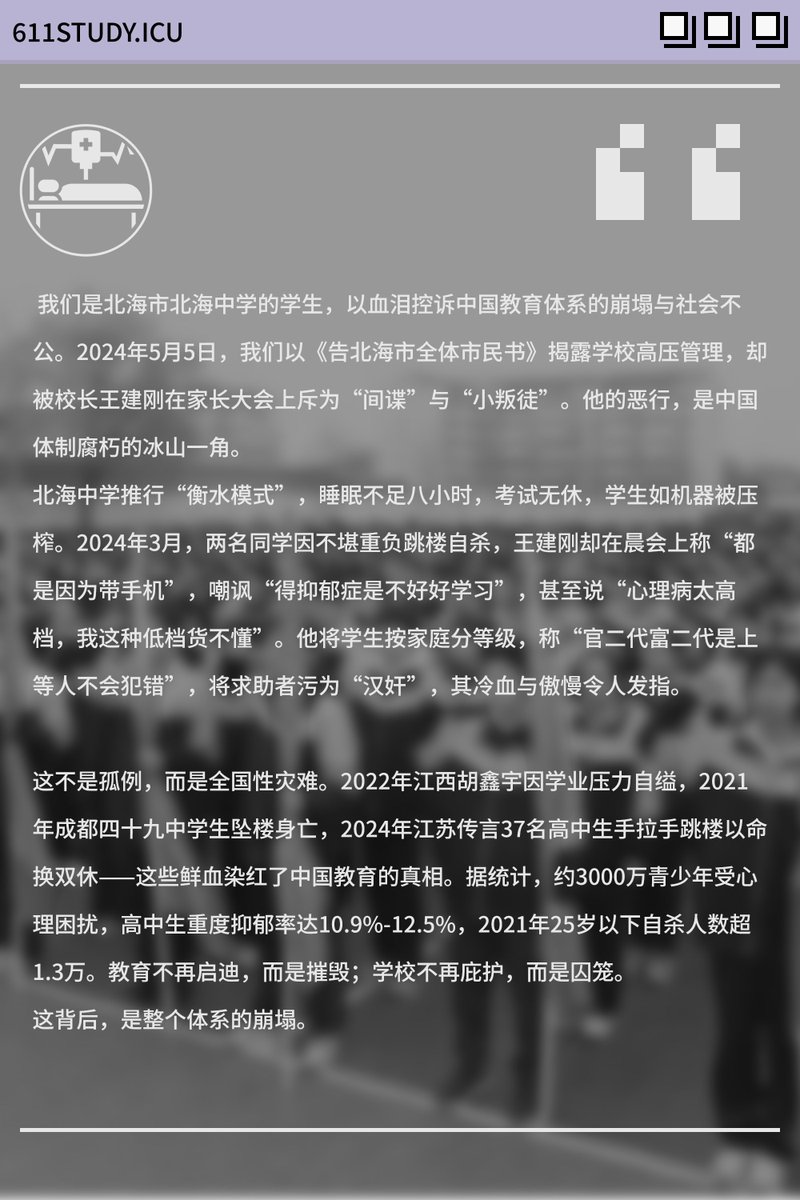 611STUDY.ICU
我们是北海市北海中学的学生，以血泪控诉中国教育体系的崩塌与社会不
公。2024年5月5日，我们以《告北海市全体市民书》揭露学校高压管理，却
被校长王建刚在家长大会上斥为“间谍”与“小叛徒”。他的恶行，是中国
体制腐朽的冰山一角。
北海中学推行“衡水模式”，睡眠不足八小时，考试无休，学生如机器被压
榨。2024年3月，两名同学因不堪重负跳楼自杀，王建刚却在晨会上称“都
是因为带手机”，嘲讽“得抑郁症是不好好学习”，甚至说“心理病太高
档，我这种低档货不懂”。他将学生按家庭分等级，称“官二代富二代是上
等人不会犯错”，将求助者污为“汉奸”，其冷血与傲慢令人发指。
这不是孤例，而是全国性灾难。2022年江西胡鑫宇因学业压力自缢，2021
年成都四十九中学生坠楼身亡，2024年江苏传言37名高中生手拉手跳楼以命
换双休——这些鲜血染红了中国教育的真相。据统计，约3000万青少年受心
理困扰，高中生重度抑郁率达10.9%-12.5%，2021年25岁以下自杀人数超
1.3万。教育不再启迪，而是摧毁；学校不再庇护，而是囚笼。
这背后，是整个体系的崩塌。